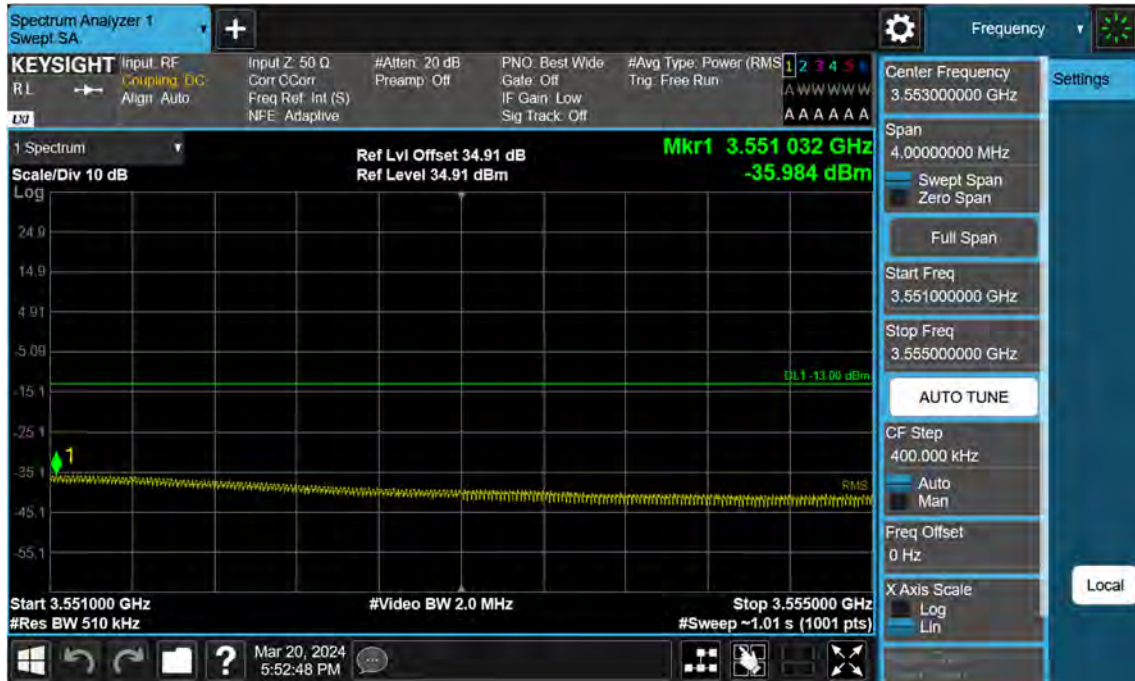 Spectrum Analyzer 1
Swept SA
Frequency
KEYSIGHT
RL
LXI
Input: RF
Coupling: DC
Align: Auto
Input Z: 50 Ω
Corr CCorr
Freq Ref: Int (S)
NFE: Adaptive
#Atten: 20 dB
Preamp: Off
PNO: Best Wide
Gate: Off
IF Gain: Low
Sig Track: Off
#Avg Type: Power (RMS
Trig: Free Run
1 2 3 4 5 6
A W W W W W
A A A A A A
1 Spectrum
Scale/Div 10 dB
Ref Lvl Offset 34.91 dB
Ref Level 34.91 dBm
Mkr1 3.551 032 GHz
-35.984 dBm
Log
24.9
14.9
4.91
-5.09
DL1 -13.00 dBm
-15.1
-25.1
1
-35.1
RMS
-45.1
-55.1
Start 3.551000 GHz
#Res BW 510 kHz
#Video BW 2.0 MHz
Stop 3.555000 GHz
#Sweep ~1.01 s (1001 pts)
?
Mar 20, 2024
5:52:48 PM
Center Frequency
3.553000000 GHz
Span
4.00000000 MHz
Swept Span
Zero Span
Full Span
Start Freq
3.551000000 GHz
Stop Freq
3.555000000 GHz
AUTO TUNE
CF Step
400.000 kHz
Auto
Man
Freq Offset
0 Hz
X Axis Scale
Log
Lin
Settings
Local